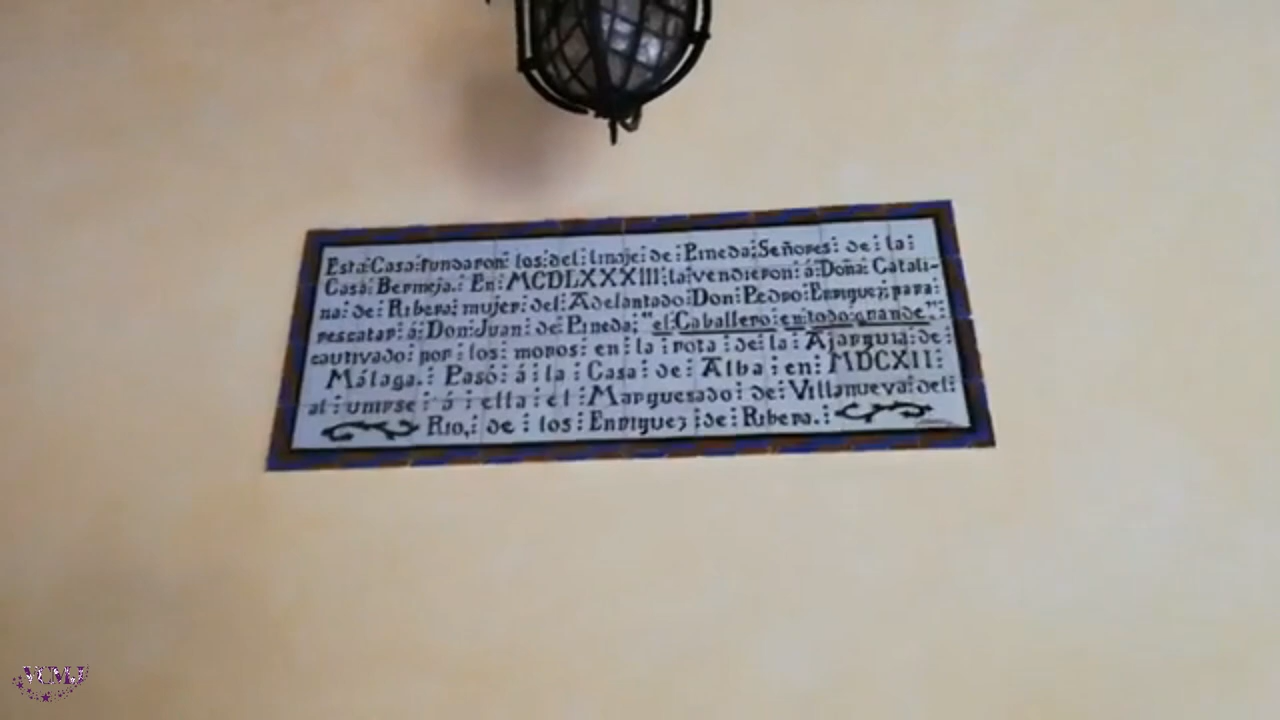 Esta:Casa:fundaron: los:del:linaje:de:Pineda:Señores: de:la:
Casa: Bermeja.: En:MCDLXXXIII:la:vendieron:á:Doña: Catali-
na: de: Ribera: mujer: del: Adelantado:Don:Pedro:Enriquez:para:
rescatar:á:Don:Juan: de:Pineda; "el:Caballero:en:todo:grande",:
cautivado: por: los: moros: en: la: rota: de: la: Ajarquia: de:
Málaga.: Pasó: á: la: Casa: de: Alba: en: MDCXII:
al: unirse: á: ella: el: Marquesado: de: Villanueva: del:
Rio,: de: los: Enriquez: de: Ribera.:
VCMJ